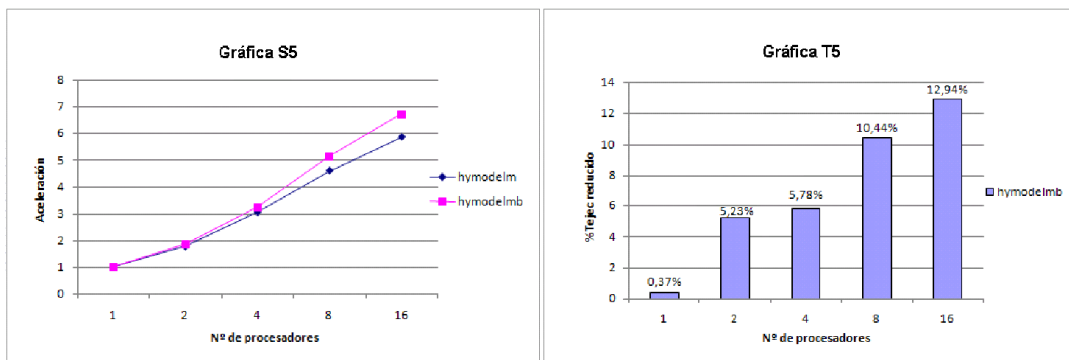 Gráfica S5
Aceleración
8
7
6
5
4
3
2
1
0
1 2 4 8 16
Nº de procesadores
hymodelm
hymodelmb
Gráfica T5
%Tejec reducido
14
12
10
8
6
4
2
0
0,37%
5,23%
5,78%
10,44%
12,94%
1 2 4 8 16
Nº de procesadores
hymodelmb